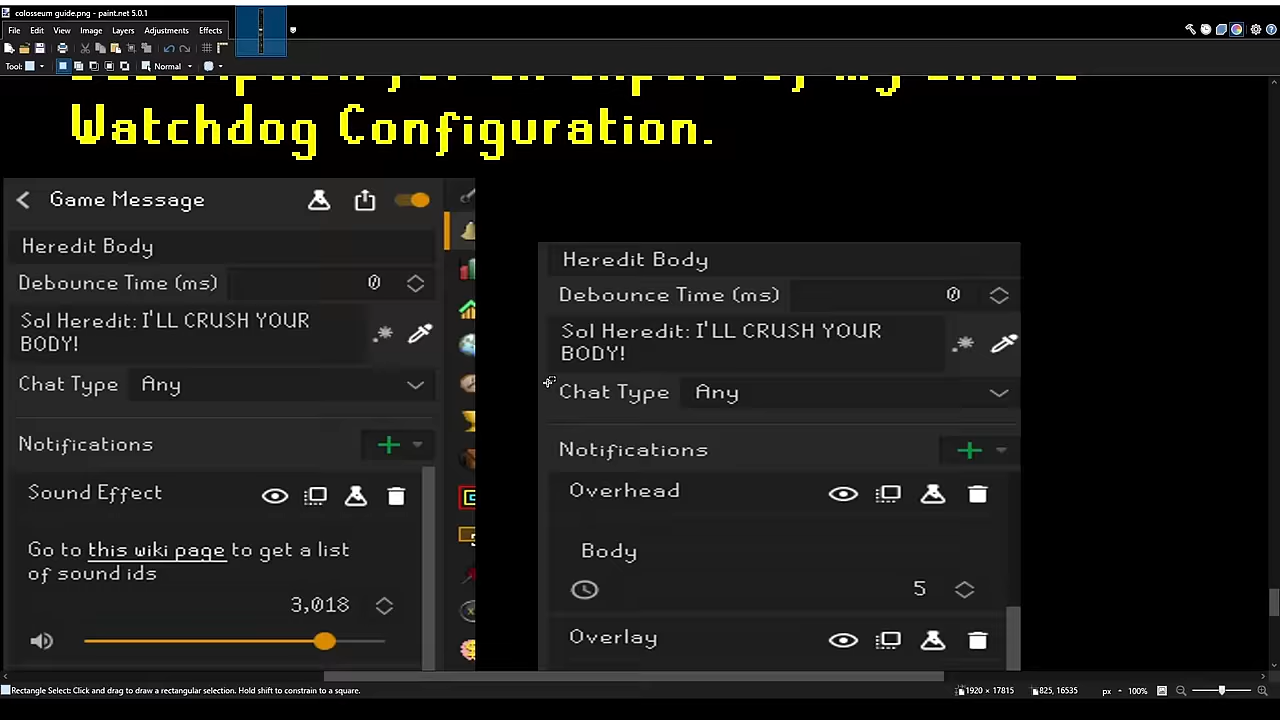 colosseum guide.png - paint.net 5.0.1
File Edit View Image Layers Adjustments Effects
Tool: Normal
Watchdog Configuration.
Game Message
Heredit Body
Debounce Time (ms) 0
Sol Heredit: I'LL CRUSH YOUR
BODY!
Chat Type Any
Notifications
Sound Effect
Go to this wiki page to get a list
of sound ids
3,018
Heredit Body
Debounce Time (ms) 0
Sol Heredit: I'LL CRUSH YOUR
BODY!
Chat Type Any
Notifications
Overhead
Body
5
Overlay
Rectangle Select: Click and drag to draw a rectangular selection. Hold shift to constrain to a square.
1920 × 17815
825, 16535
px
100%